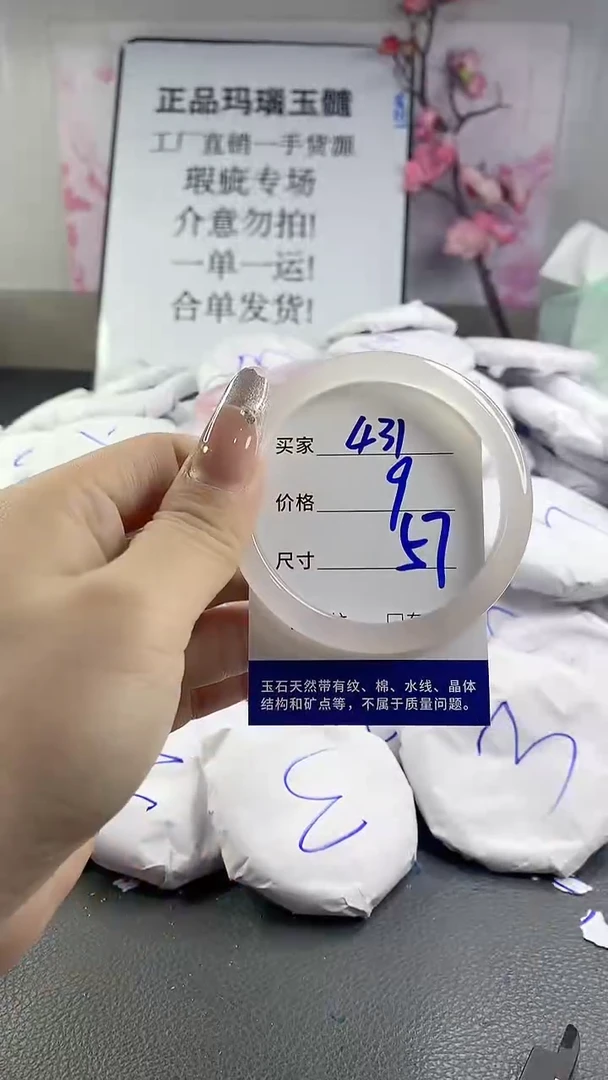 正品玛瑙玉髓
工厂直销一手货源
瑕疵专场
介意勿拍!
一单一运!
合单发货!
买家 431
价格 9
尺寸 57
玉石天然带有纹、棉、水线、晶体
结构和矿点等，不属于质量问题。
3
3